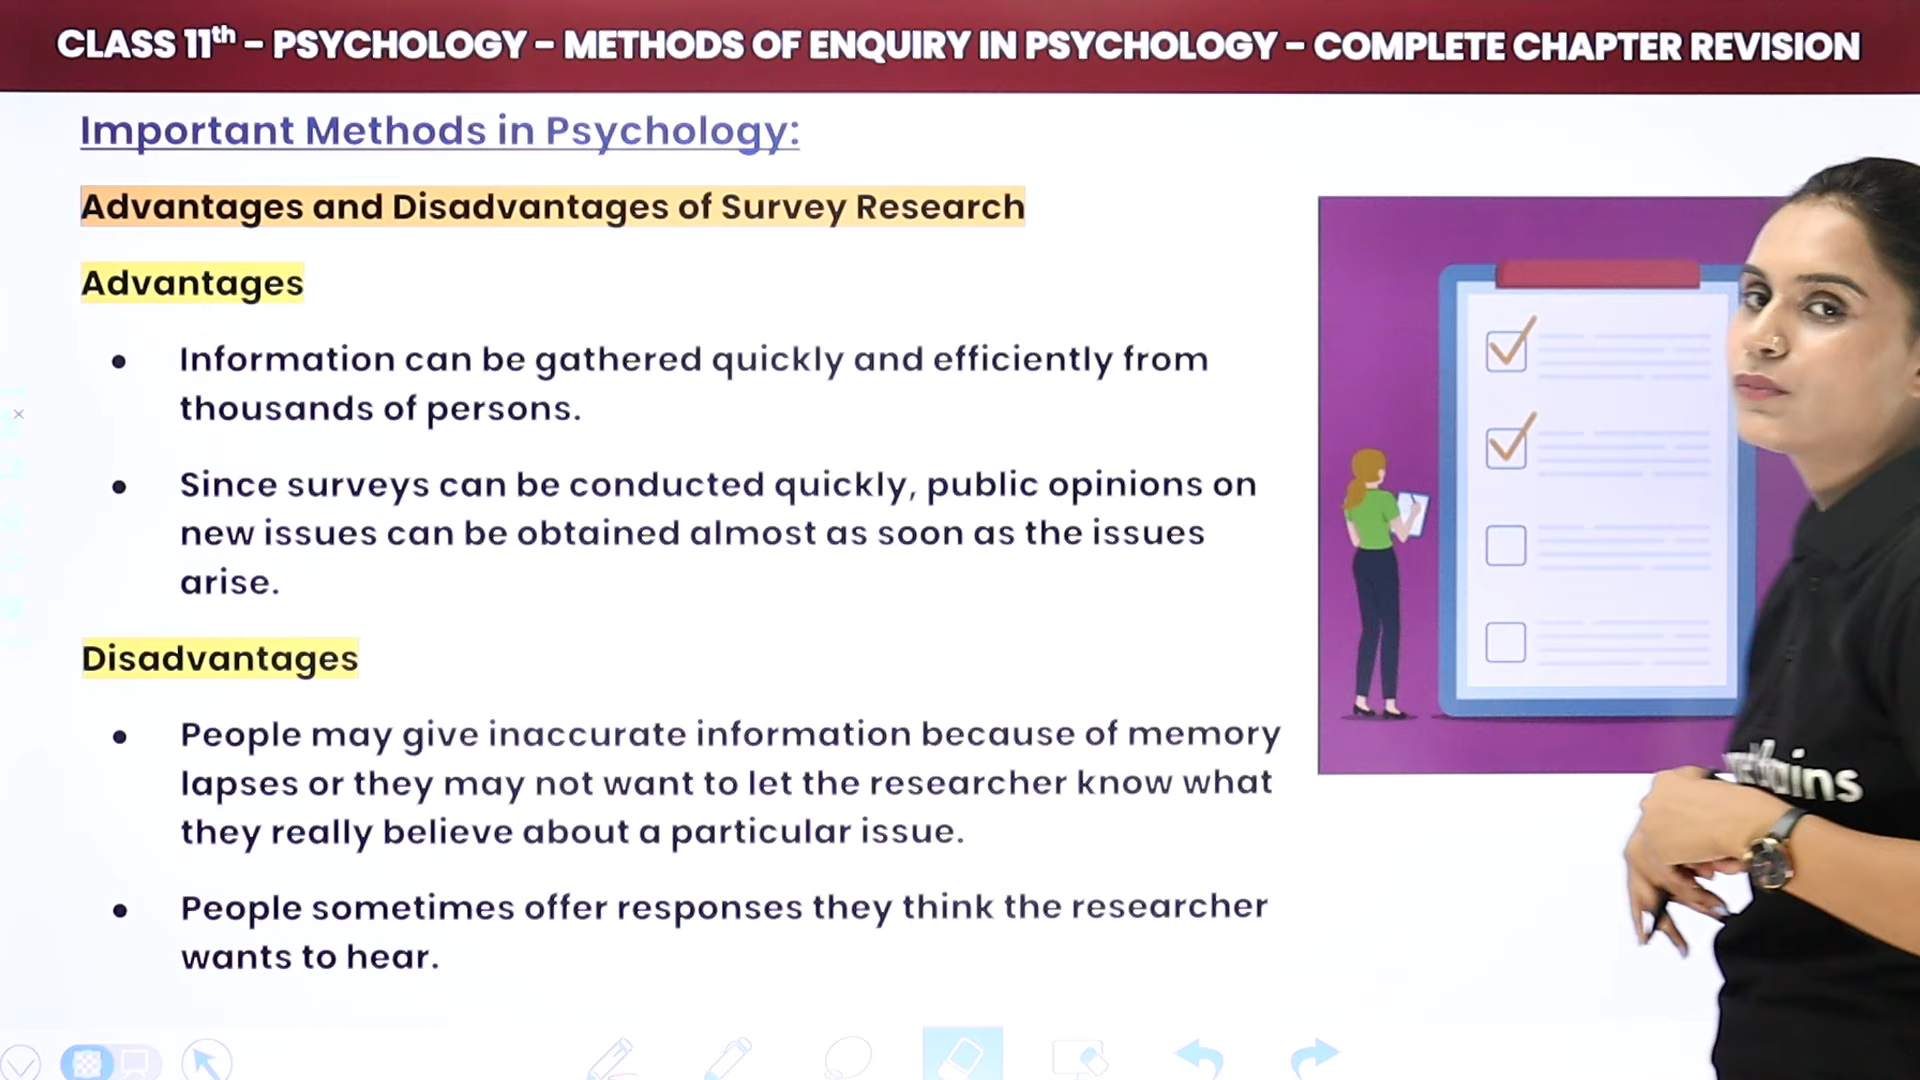 CLASS 11th – PSYCHOLOGY – METHODS OF ENQUIRY IN PSYCHOLOGY – COMPLETE CHAPTER REVISION
Important Methods in Psychology:
Advantages and Disadvantages of Survey Research
Advantages
● Information can be gathered quickly and efficiently from
thousands of persons.
● Since surveys can be conducted quickly, public opinions on
new issues can be obtained almost as soon as the issues
arise.
Disadvantages
● People may give inaccurate information because of memory
lapses or they may not want to let the researcher know what
they really believe about a particular issue.
● People sometimes offer responses they think the researcher
wants to hear.